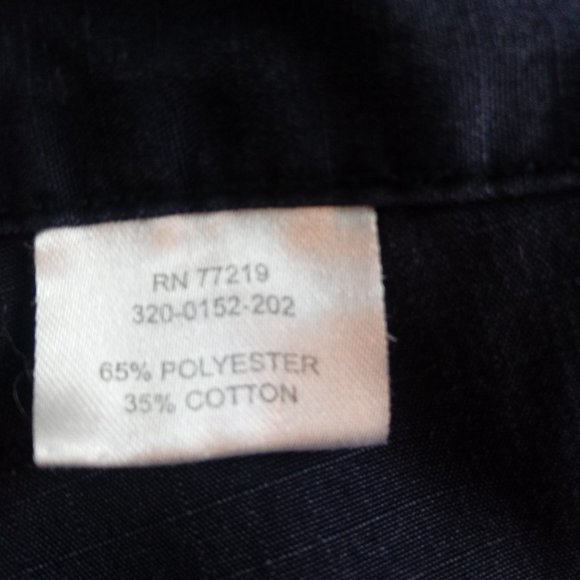 RN 77219
320-0152-202
65% POLYESTER
35% COTTON